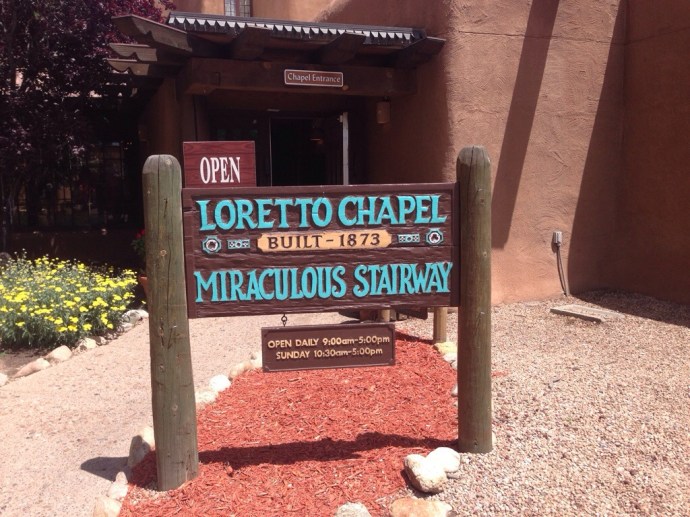 Chapel Entrance
OPEN
LORETTO CHAPEL
BUILT - 1873
MIRACULOUS STAIRWAY
OPEN DAILY 9:00am-5:00pm
SUNDAY 10:30am-5:00pm